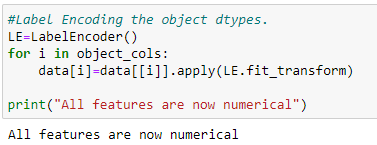 #Label Encoding the object dtypes.
LE=LabelEncoder()
for i in object_cols:
    data[i]=data[[i]].apply(LE.fit_transform)

print("All features are now numerical")
All features are now numerical